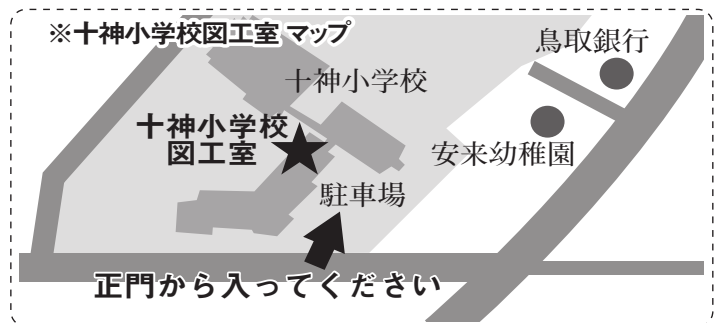 ※十神小学校図工室 マップ
鳥取銀行
十神小学校
十神小学校
図工室
安来幼稚園
駐車場
正門から入ってください